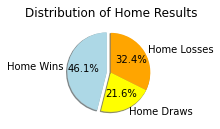 Distribution of Home Results
Home Wins
46.1%
32.4%
Home Losses
21.6%
Home Draws